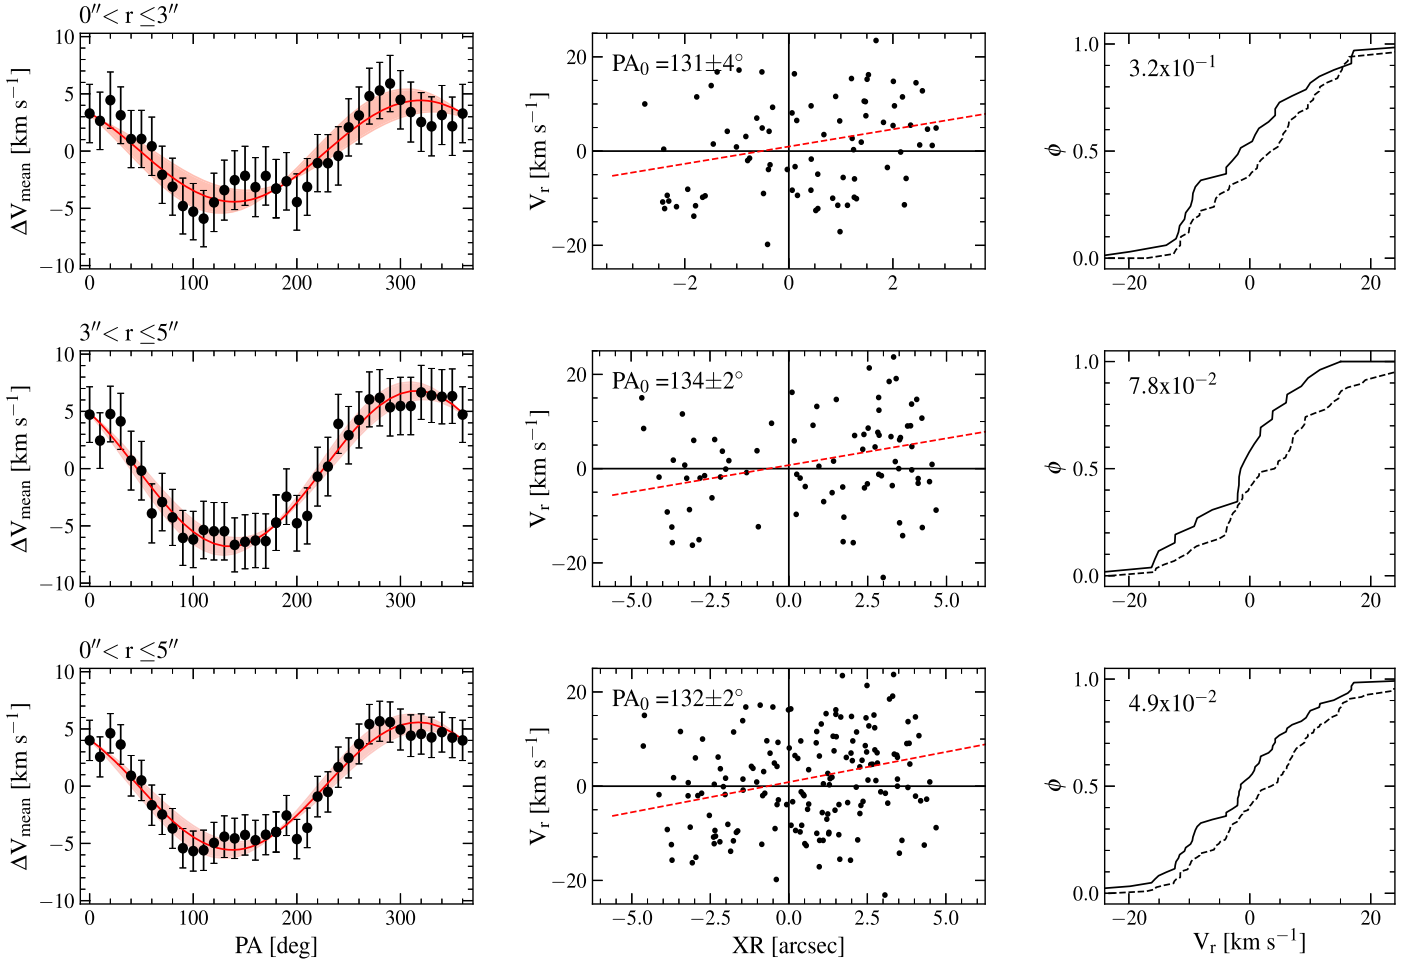 0″< r ≤3″
ΔV_mean [km s⁻¹]
10
5
0
−5
−10
0 100 200 300
V_r [km s⁻¹]
20
0
−20
PA₀ =131±4°
−2 0 2
ϕ
1.0
0.5
0.0
3.2x10⁻¹
−20 0 20
3″< r ≤5″
ΔV_mean [km s⁻¹]
10
5
0
−5
−10
0 100 200 300
V_r [km s⁻¹]
20
0
−20
PA₀ =134±2°
−5.0 −2.5 0.0 2.5 5.0
ϕ
1.0
0.5
0.0
7.8x10⁻²
−20 0 20
0″< r ≤5″
ΔV_mean [km s⁻¹]
10
5
0
−5
−10
0 100 200 300
PA [deg]
V_r [km s⁻¹]
20
0
−20
PA₀ =132±2°
−5.0 −2.5 0.0 2.5 5.0
XR [arcsec]
ϕ
1.0
0.5
0.0
4.9x10⁻²
−20 0 20
V_r [km s⁻¹]